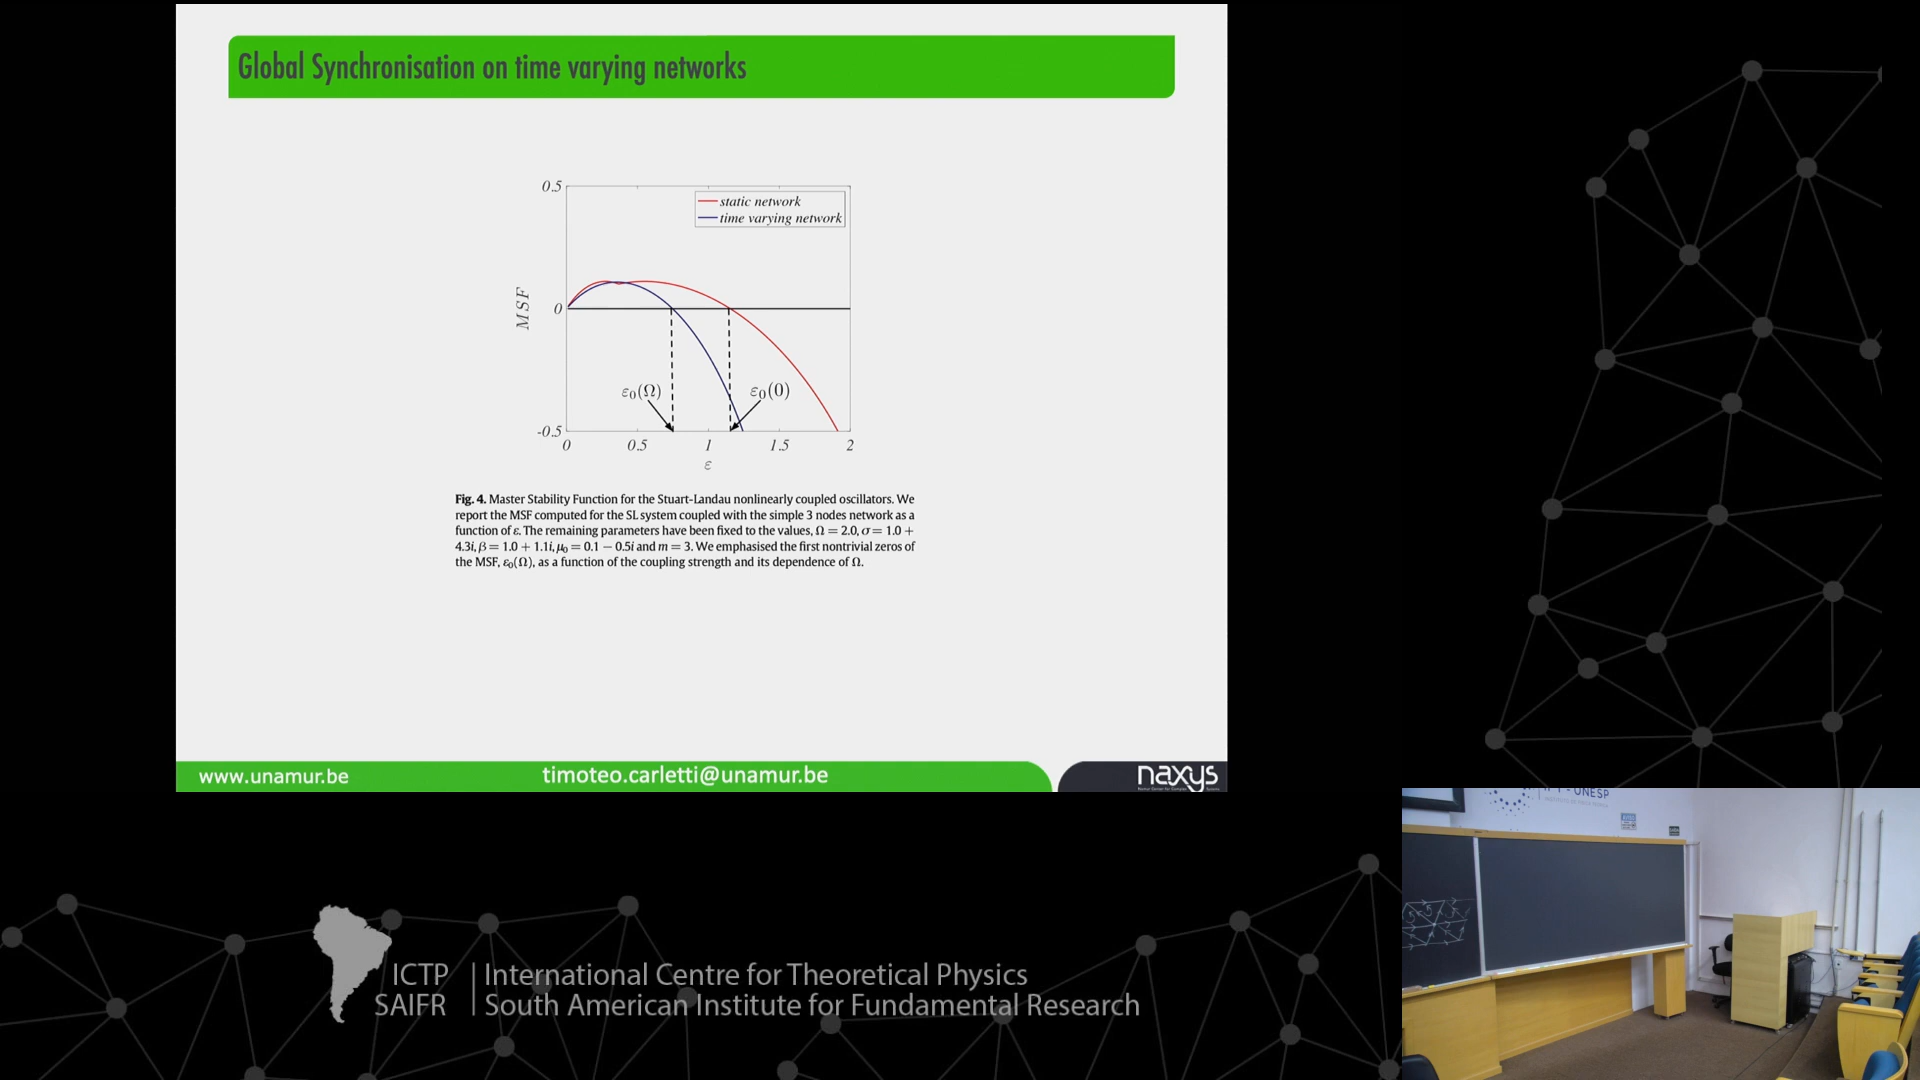 Global Synchronisation on time varying networks
0.5
static network
time varying network
MSF
0
ε₀(Ω)
ε₀(0)
-0.5
0 0.5 1 1.5 2
ε
Fig. 4. Master Stability Function for the Stuart-Landau nonlinearly coupled oscillators. We
report the MSF computed for the SL system coupled with the simple 3 nodes network as a
function of ε. The remaining parameters have been fixed to the values, Ω = 2.0, σ = 1.0 +
4.3i, β = 1.0 + 1.1i, μ₀ = 0.1 − 0.5i and m = 3. We emphasised the first nontrivial zeros of
the MSF, ε₀(Ω), as a function of the coupling strength and its dependence of Ω.
www.unamur.be
timoteo.carletti@unamur.be
naxys
UNESP
ICTP | International Centre for Theoretical Physics
SAIFR | South American Institute for Fundamental Research